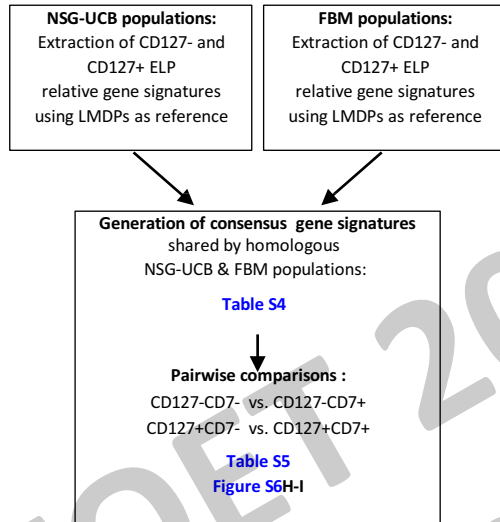 NSG-UCB populations:
Extraction of CD127- and
CD127+ ELP
relative gene signatures
using LMDPs as reference
FBM populations:
Extraction of CD127- and
CD127+ ELP
relative gene signatures
using LMDPs as reference
Generation of consensus gene signatures
shared by homologous
NSG-UCB & FBM populations:
Table S4
Pairwise comparisons :
CD127-CD7- vs. CD127-CD7+
CD127+CD7- vs. CD127+CD7+
Table S5
Figure S6H-I